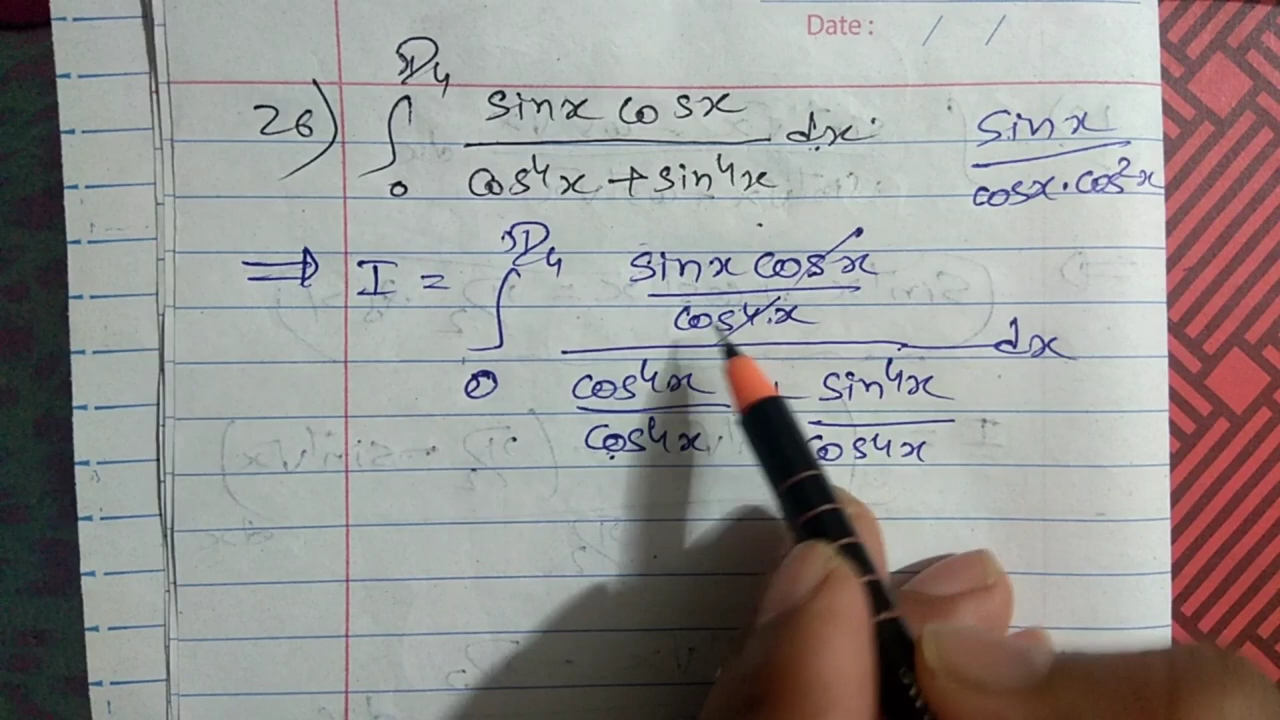 Date : / /
π/4
26) ∫ sinx cosx dx sinx
0 cos⁴x + sin⁴x cosx·cos²x
π/4
⇒ I = ∫ sinx cosx
cos⁴x dx
0 cos⁴x + sin⁴x
cos⁴x cos⁴x